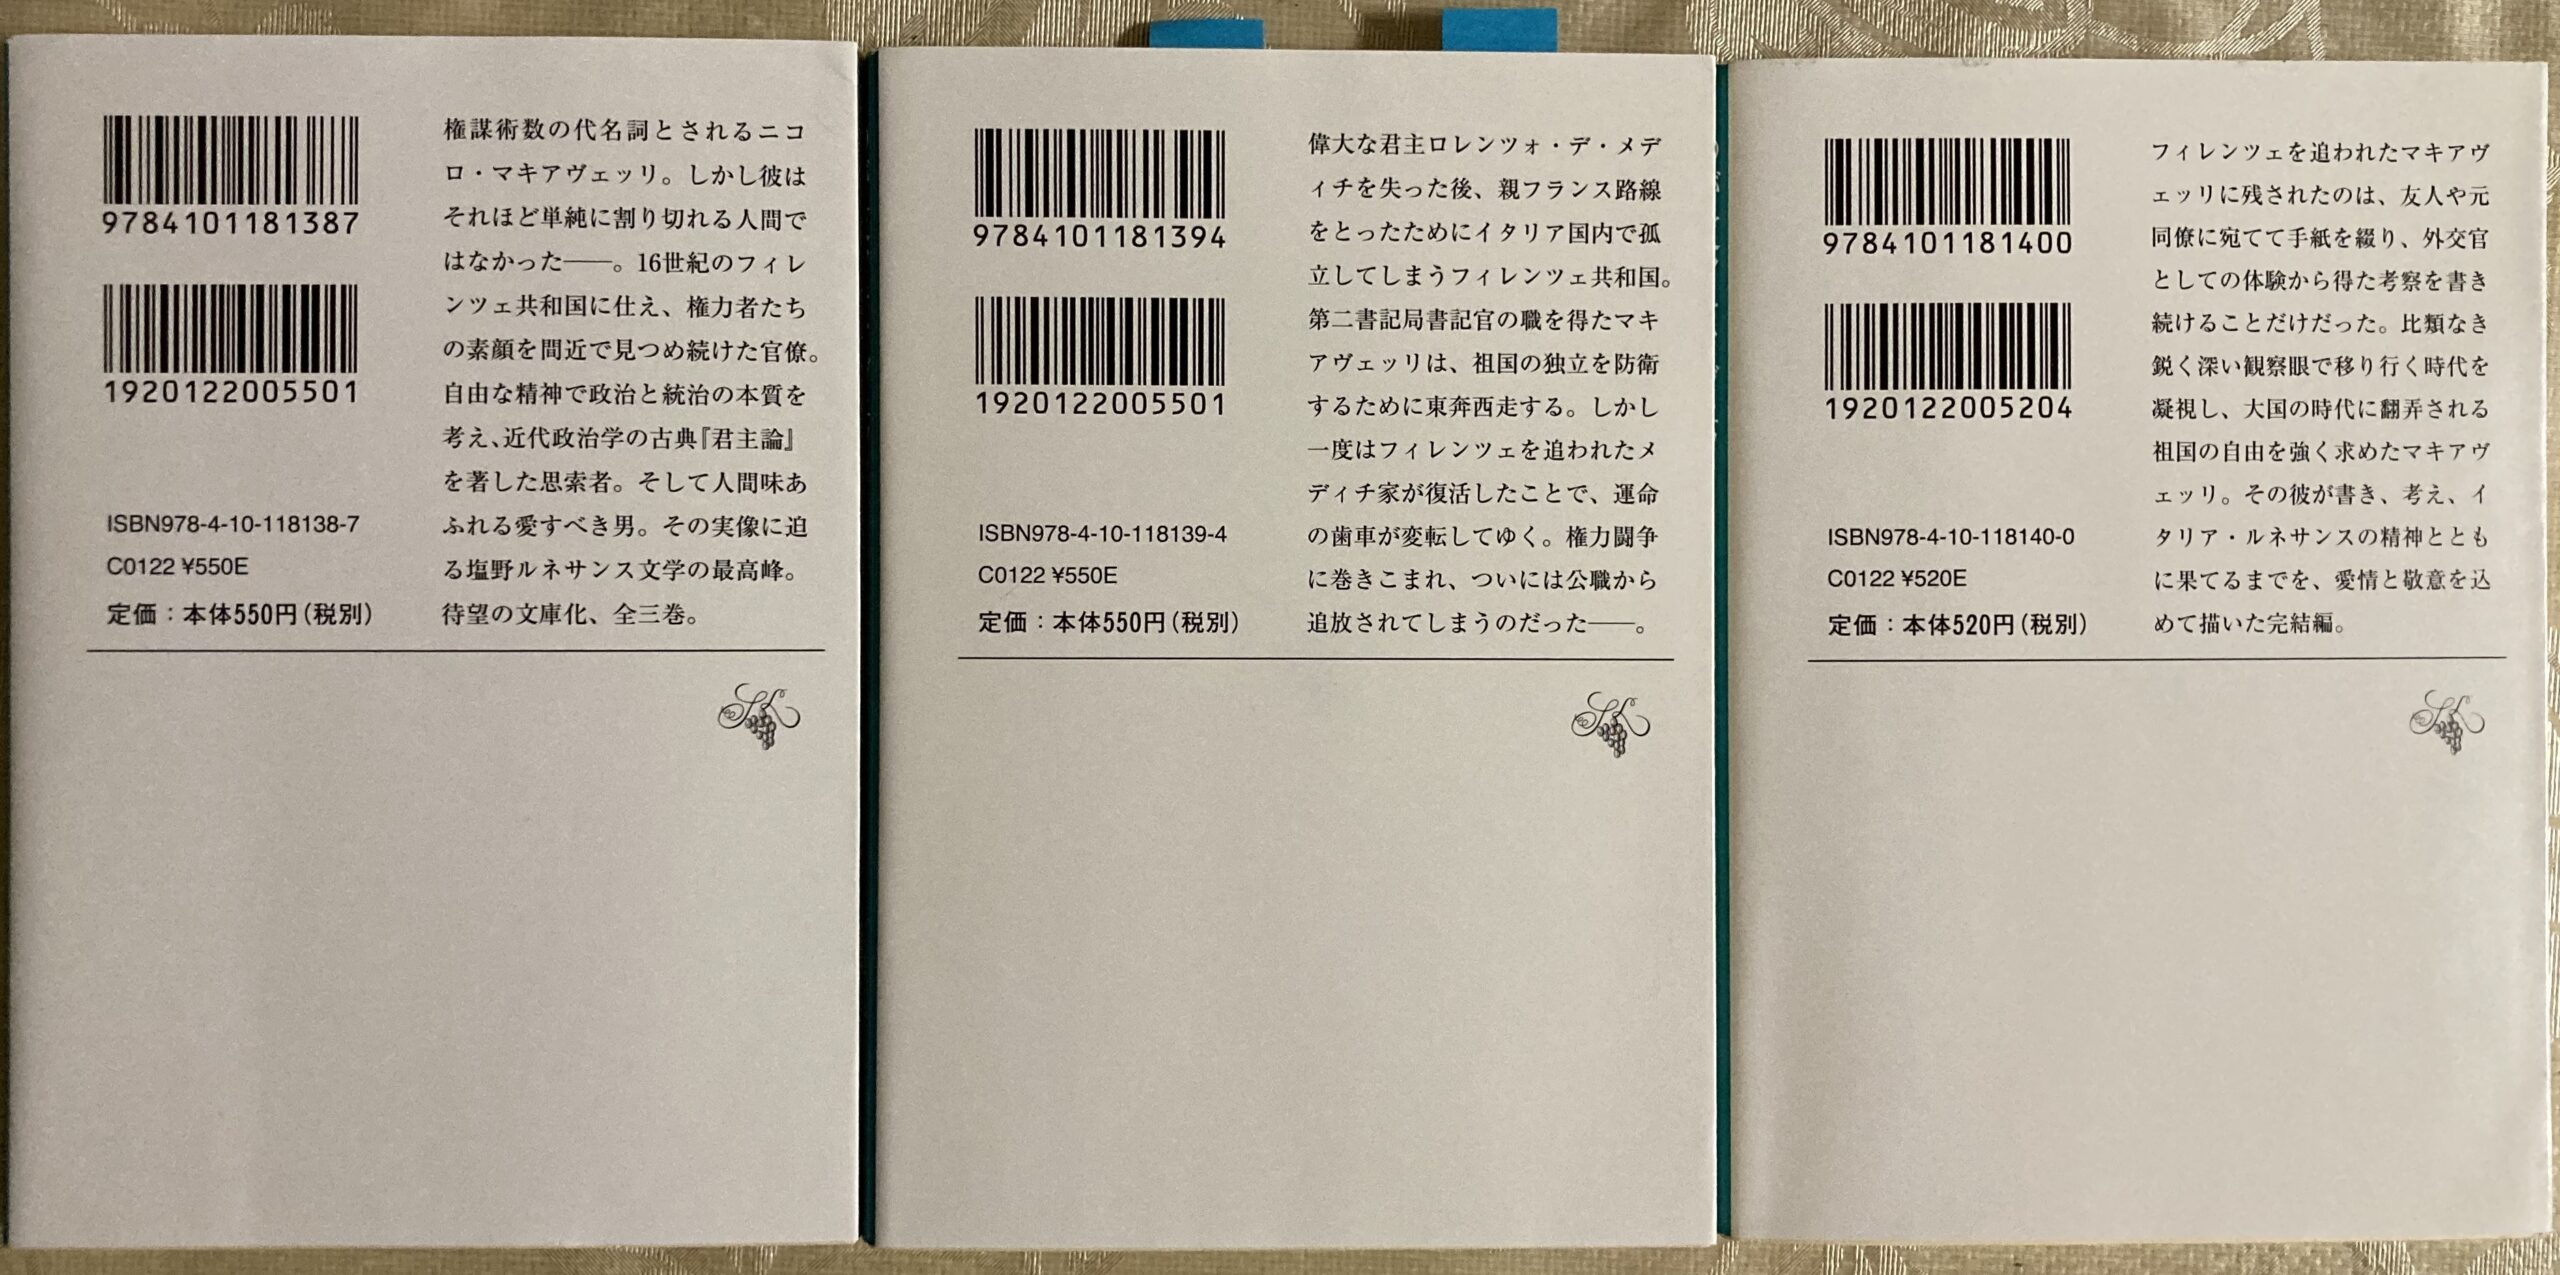 9784101181387
1920122005501
ISBN978-4-10-118138-7
C0122 ¥550E
定価：本体550円（税別）
権謀術数の代名詞とされるニコ
ロ・マキアヴェッリ。しかし彼は
それほど単純に割り切れる人間で
はなかった――。16世紀のフィレ
ンツェ共和国に仕え、権力者たち
の素顔を間近で見つめ続けた官僚。
自由な精神で政治と統治の本質を
考え、近代政治学の古典『君主論』
を著した思索者。そして人間味あ
ふれる愛すべき男。その実像に迫
る塩野ルネサンス文学の最高峰。
待望の文庫化、全三巻。
9784101181394
1920122005501
ISBN978-4-10-118139-4
C0122 ¥550E
定価：本体550円（税別）
偉大な君主ロレンツォ・デ・メデ
ィチを失った後、親フランス路線
をとったためにイタリア国内で孤
立してしまうフィレンツェ共和国。
第二書記局書記官の職を得たマキ
アヴェッリは、祖国の独立を防衛
するために東奔西走する。しかし
一度はフィレンツェを追われたメ
ディチ家が復活したことで、運命
の歯車が変転してゆく。権力闘争
に巻きこまれ、ついには公職から
追放されてしまうのだった――。
9784101181400
1920122005204
ISBN978-4-10-118140-0
C0122 ¥520E
定価：本体520円（税別）
フィレンツェを追われたマキアヴ
ェッリに残されたのは、友人や元
同僚に宛てて手紙を綴り、外交官
としての体験から得た考察を書き
続けることだけだった。比類なき
鋭く深い観察眼で移り行く時代を
凝視し、大国の時代に翻弄される
祖国の自由を強く求めたマキアヴ
ェッリ。その彼が書き、考え、イ
タリア・ルネサンスの精神ととも
に果てるまでを、愛情と敬意を込
めて描いた完結編。